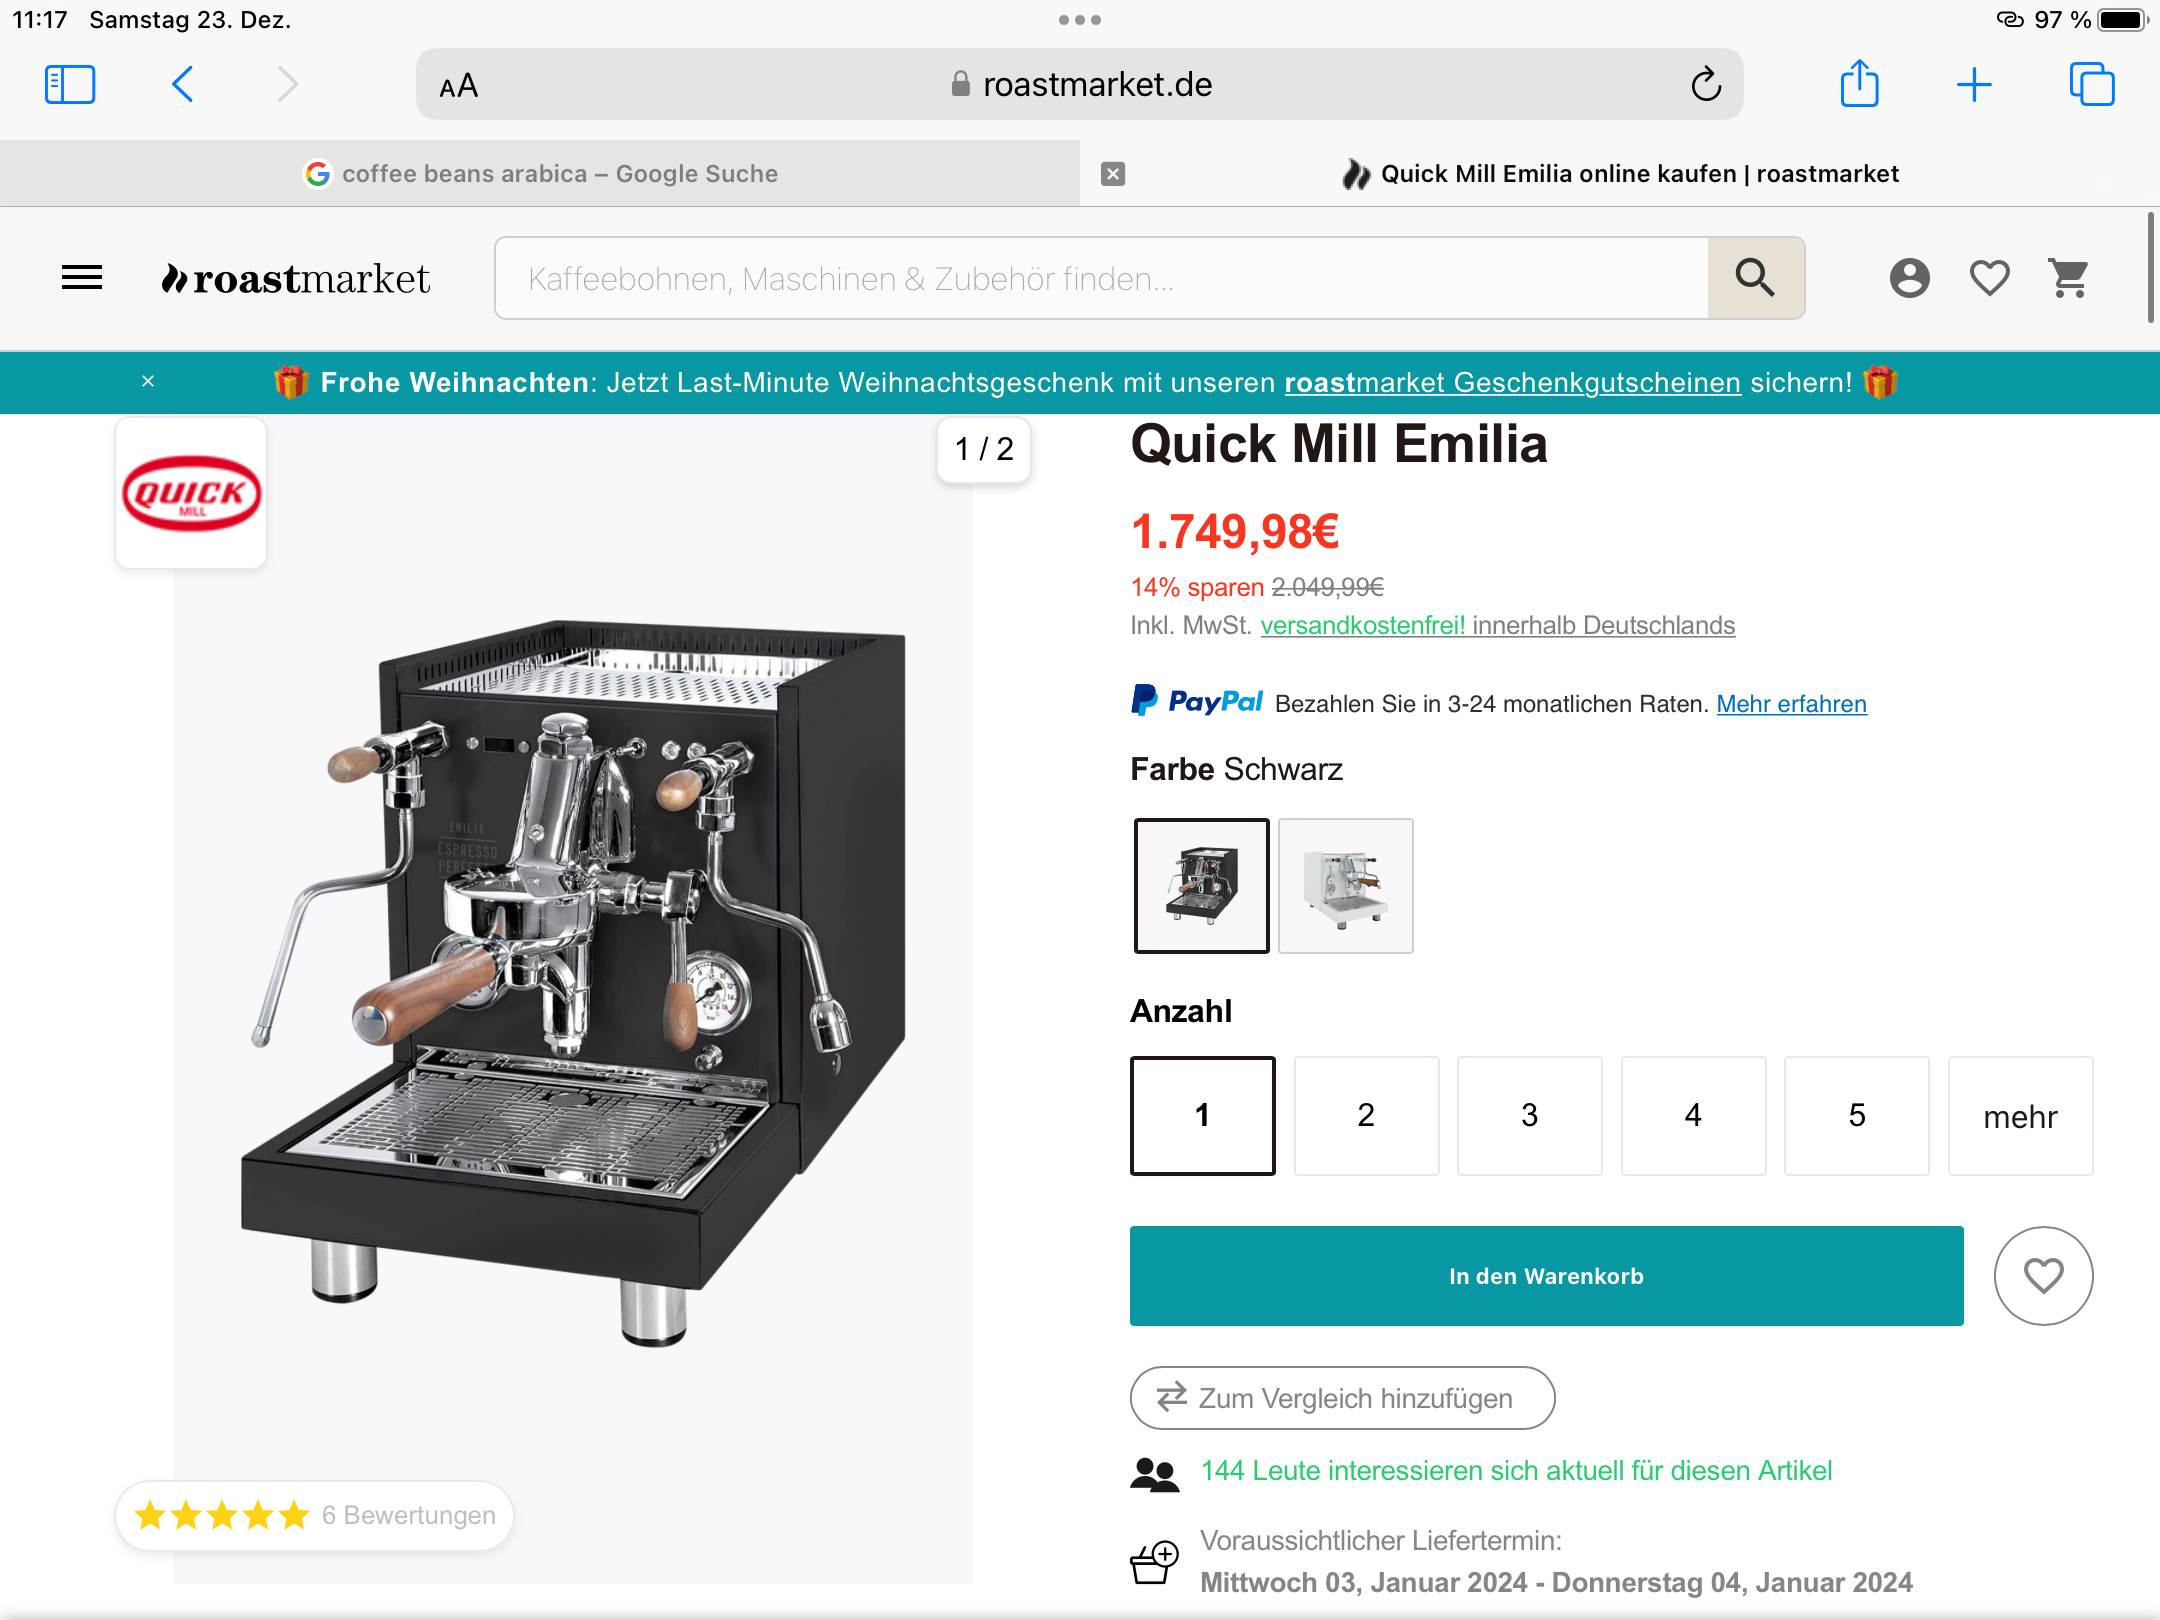 11:17 Samstag 23. Dez.
97 %
AA
roastmarket.de
coffee beans arabica – Google Suche
Quick Mill Emilia online kaufen | roastmarket
roastmarket
Kaffeebohnen, Maschinen & Zubehör finden...
Frohe Weihnachten: Jetzt Last-Minute Weihnachtsgeschenk mit unseren roastmarket Geschenkgutscheinen sichern!
QUICK
MILL
1 / 2
EMILIA
ESPRESSO
Quick Mill Emilia
1.749,98€
14% sparen 2.049,99€
Inkl. MwSt. versandkostenfrei! innerhalb Deutschlands
PayPal Bezahlen Sie in 3-24 monatlichen Raten. Mehr erfahren
Farbe Schwarz
Anzahl
1 2 3 4 5 mehr
In den Warenkorb
Zum Vergleich hinzufügen
144 Leute interessieren sich aktuell für diesen Artikel
6 Bewertungen
Voraussichtlicher Liefertermin:
Mittwoch 03, Januar 2024 - Donnerstag 04, Januar 2024